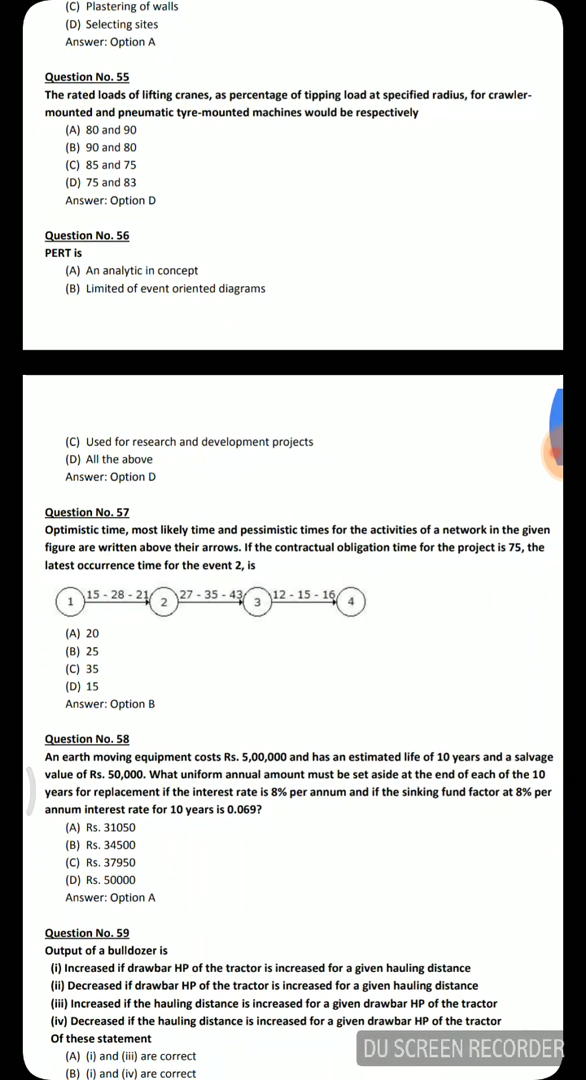 (C) Plastering of walls
(D) Selecting sites
Answer: Option A
Question No. 55
The rated loads of lifting cranes, as percentage of tipping load at specified radius, for crawler-
mounted and pneumatic tyre-mounted machines would be respectively
(A) 80 and 90
(B) 90 and 80
(C) 85 and 75
(D) 75 and 83
Answer: Option D
Question No. 56
PERT is
(A) An analytic in concept
(B) Limited of event oriented diagrams
(C) Used for research and development projects
(D) All the above
Answer: Option D
Question No. 57
Optimistic time, most likely time and pessimistic times for the activities of a network in the given
figure are written above their arrows. If the contractual obligation time for the project is 75, the
latest occurrence time for the event 2, is
1 15 - 28 - 21 2 27 - 35 - 43 3 12 - 15 - 16 4
(A) 20
(B) 25
(C) 35
(D) 15
Answer: Option B
Question No. 58
An earth moving equipment costs Rs. 5,00,000 and has an estimated life of 10 years and a salvage
value of Rs. 50,000. What uniform annual amount must be set aside at the end of each of the 10
years for replacement if the interest rate is 8% per annum and if the sinking fund factor at 8% per
annum interest rate for 10 years is 0.069?
(A) Rs. 31050
(B) Rs. 34500
(C) Rs. 37950
(D) Rs. 50000
Answer: Option A
Question No. 59
Output of a bulldozer is
(i) Increased if drawbar HP of the tractor is increased for a given hauling distance
(ii) Decreased if drawbar HP of the tractor is increased for a given hauling distance
(iii) Increased if the hauling distance is increased for a given drawbar HP of the tractor
(iv) Decreased if the hauling distance is increased for a given drawbar HP of the tractor
Of these statement
(A) (i) and (iii) are correct
(B) (i) and (iv) are correct
DU SCREEN RECORDER